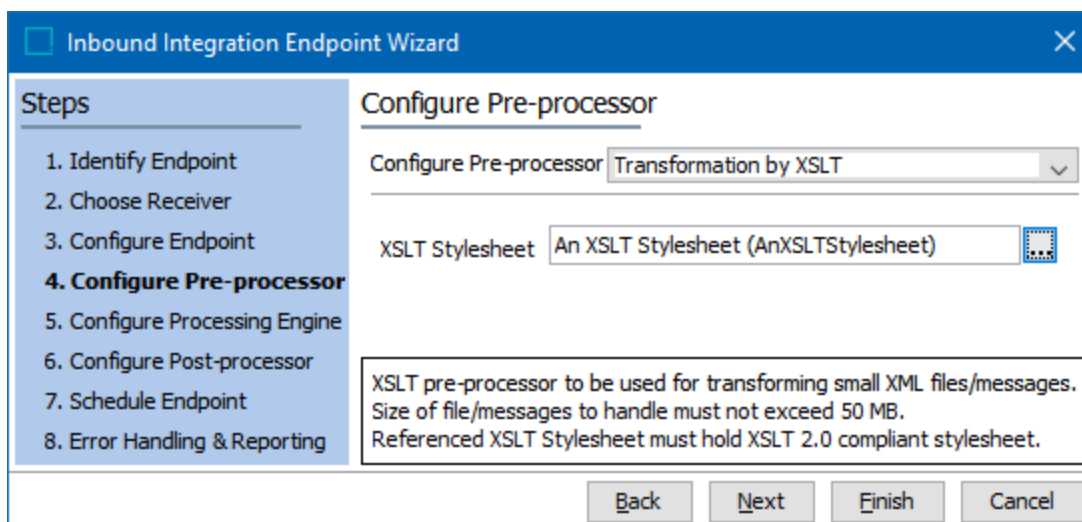 Inbound Integration Endpoint Wizard
Steps
1. Identify Endpoint
2. Choose Receiver
3. Configure Endpoint
4. Configure Pre-processor
5. Configure Processing Engine
6. Configure Post-processor
7. Schedule Endpoint
8. Error Handling & Reporting
Configure Pre-processor
Configure Pre-processor Transformation by XSLT
XSLT Stylesheet An XSLT Stylesheet (AnXSLTStylesheet) ...
XSLT pre-processor to be used for transforming small XML files/messages.
Size of file/messages to handle must not exceed 50 MB.
Referenced XSLT Stylesheet must hold XSLT 2.0 compliant stylesheet.
Back Next Finish Cancel